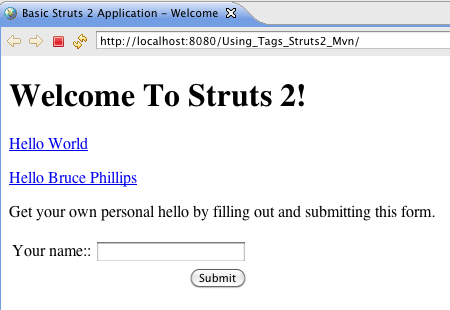 Basic Struts 2 Application - Welcome
http://localhost:8080/Using_Tags_Struts2_Mvn/
Welcome To Struts 2!
Hello World
Hello Bruce Phillips
Get your own personal hello by filling out and submitting this form.
Your name::
Submit